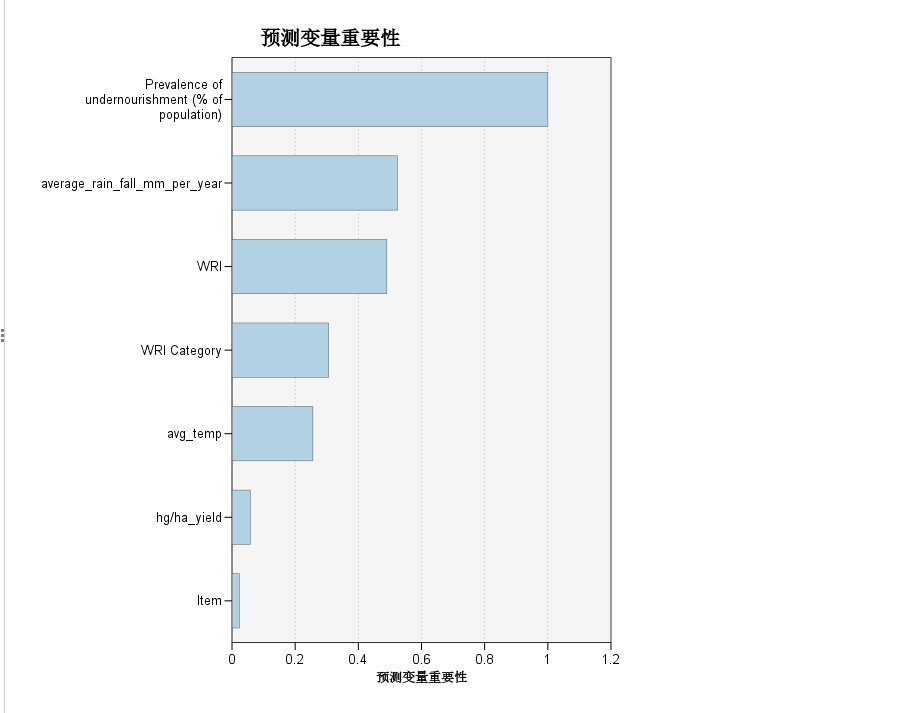 预测变量重要性
Prevalence of
undernourishment (% of
population)
average_rain_fall_mm_per_year
WRI
WRI Category
avg_temp
hg/ha_yield
Item
0 0.2 0.4 0.6 0.8 1 1.2
预测变量重要性